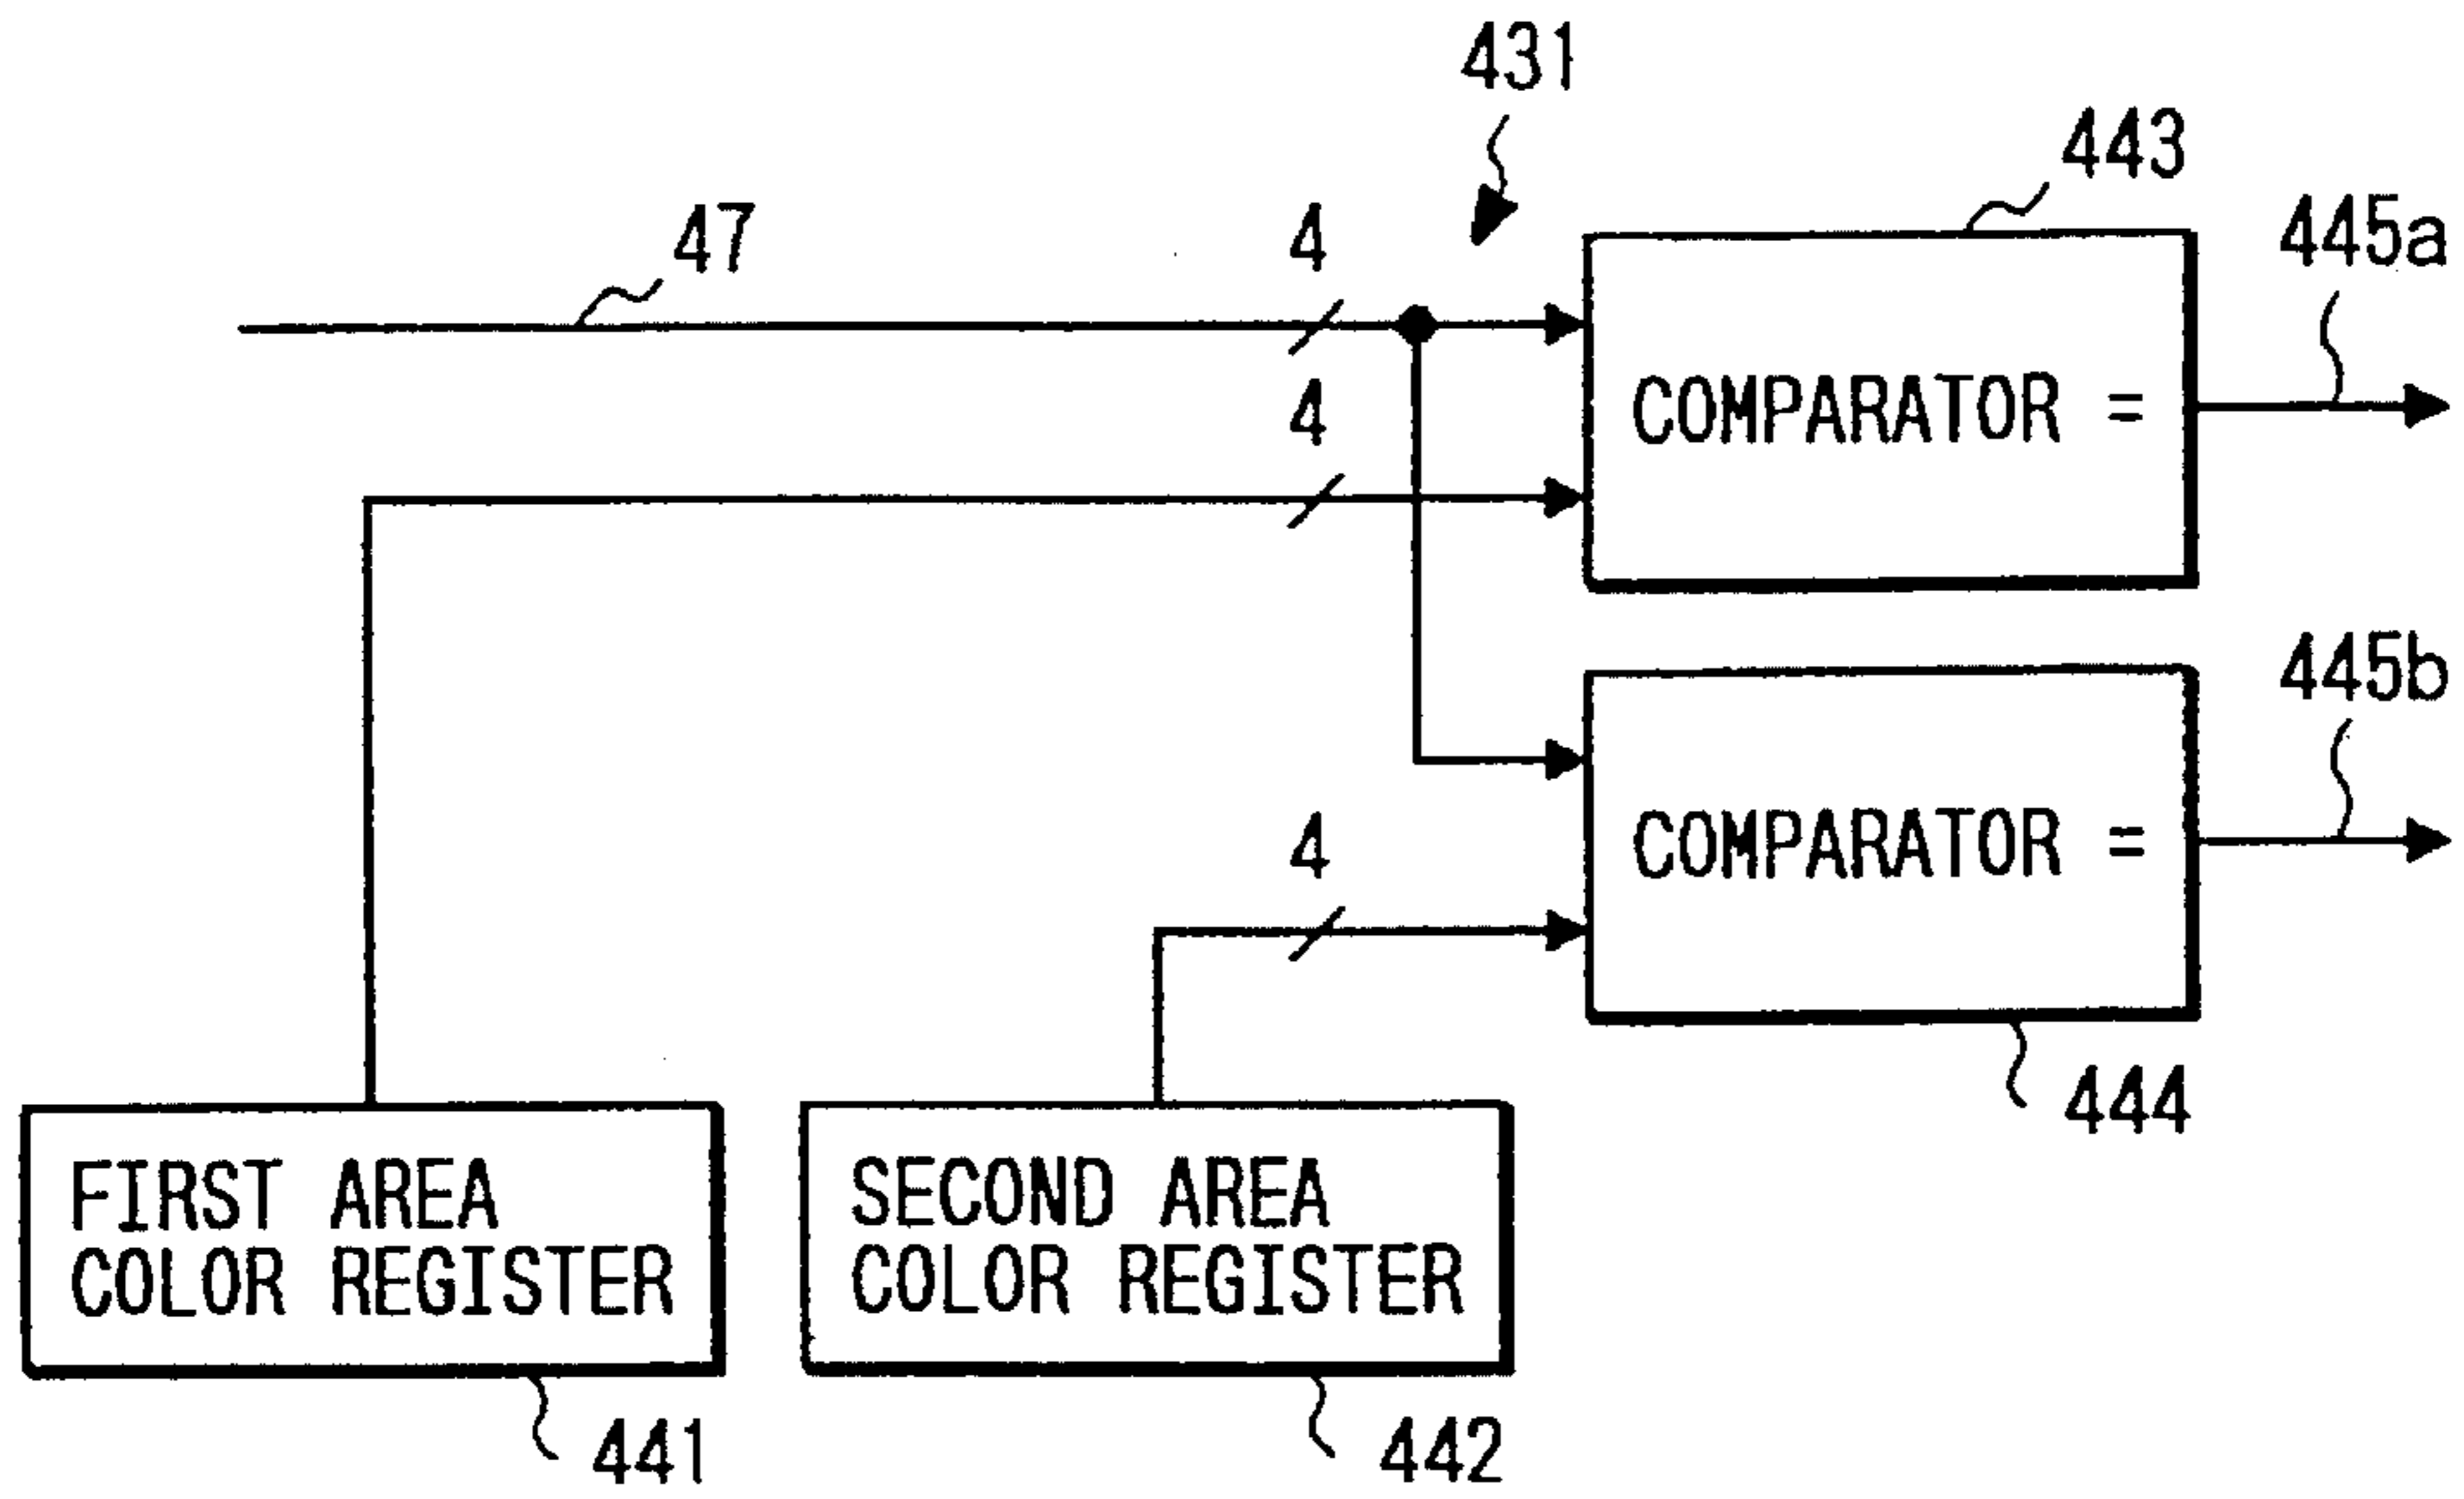 431
443
47
4
445a
4
COMPARATOR =
445b
4
COMPARATOR =
444
FIRST AREA
COLOR REGISTER
SECOND AREA
COLOR REGISTER
441
442